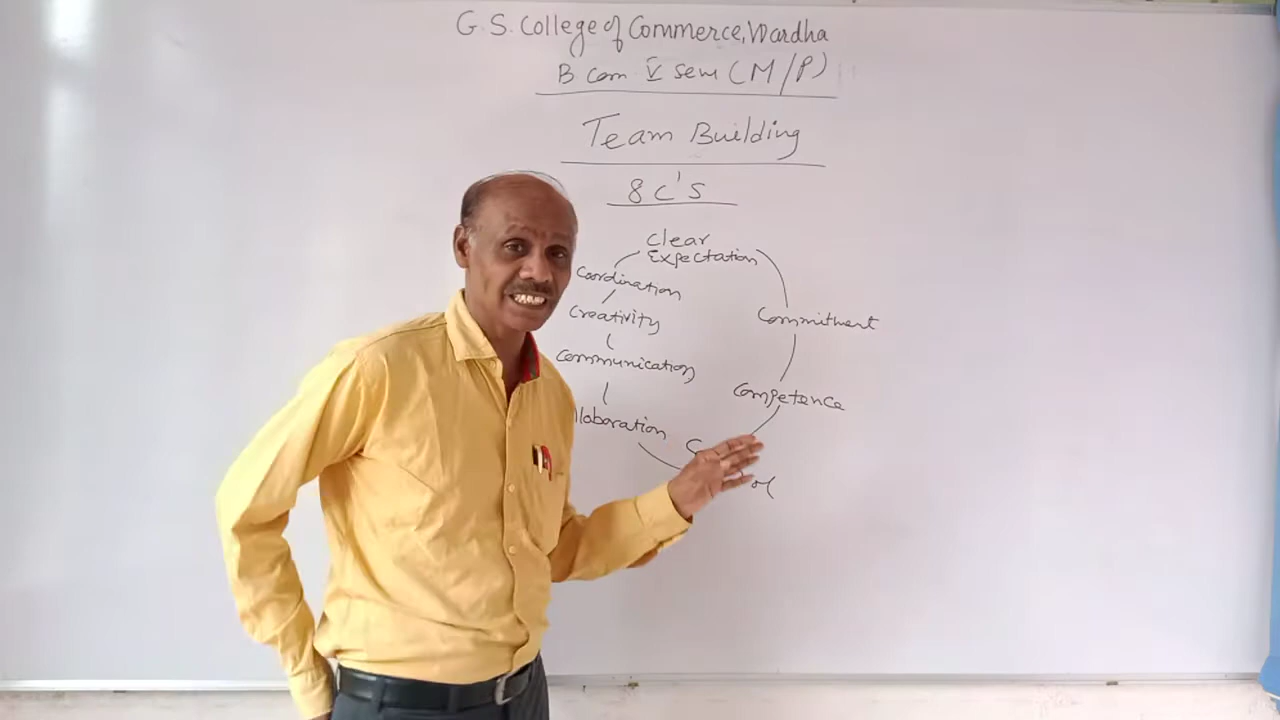 G. S. College of Commerce, Wardha
B Com V Sem (M/P)
Team Building
8 C's
Clear
Expectation
Coordination
Creativity
Commitment
Communication
Competence
llaboration